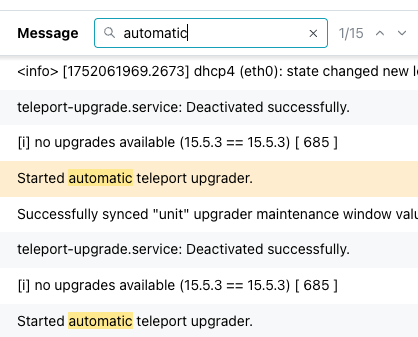 Message automatic 1/15
<info> [1752061969.2673] dhcp4 (eth0): state changed new
teleport-upgrade.service: Deactivated successfully.
[i] no upgrades available (15.5.3 == 15.5.3) [ 685 ]
Started automatic teleport upgrader.
Successfully synced "unit" upgrader maintenance window
teleport-upgrade.service: Deactivated successfully.
[i] no upgrades available (15.5.3 == 15.5.3) [ 685 ]
Started automatic teleport upgrader.